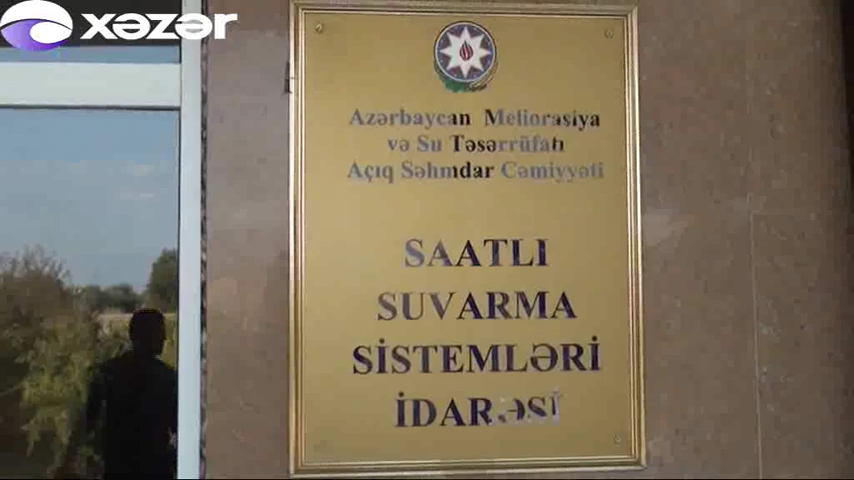 xəzər
Azərbaycan Meliorasiya
və Su Təsərrüfatı
Açıq Səhmdar Cəmiyyəti
SAATLI
SUVARMA
SİSTEMLƏRİ
İDARƏSİ